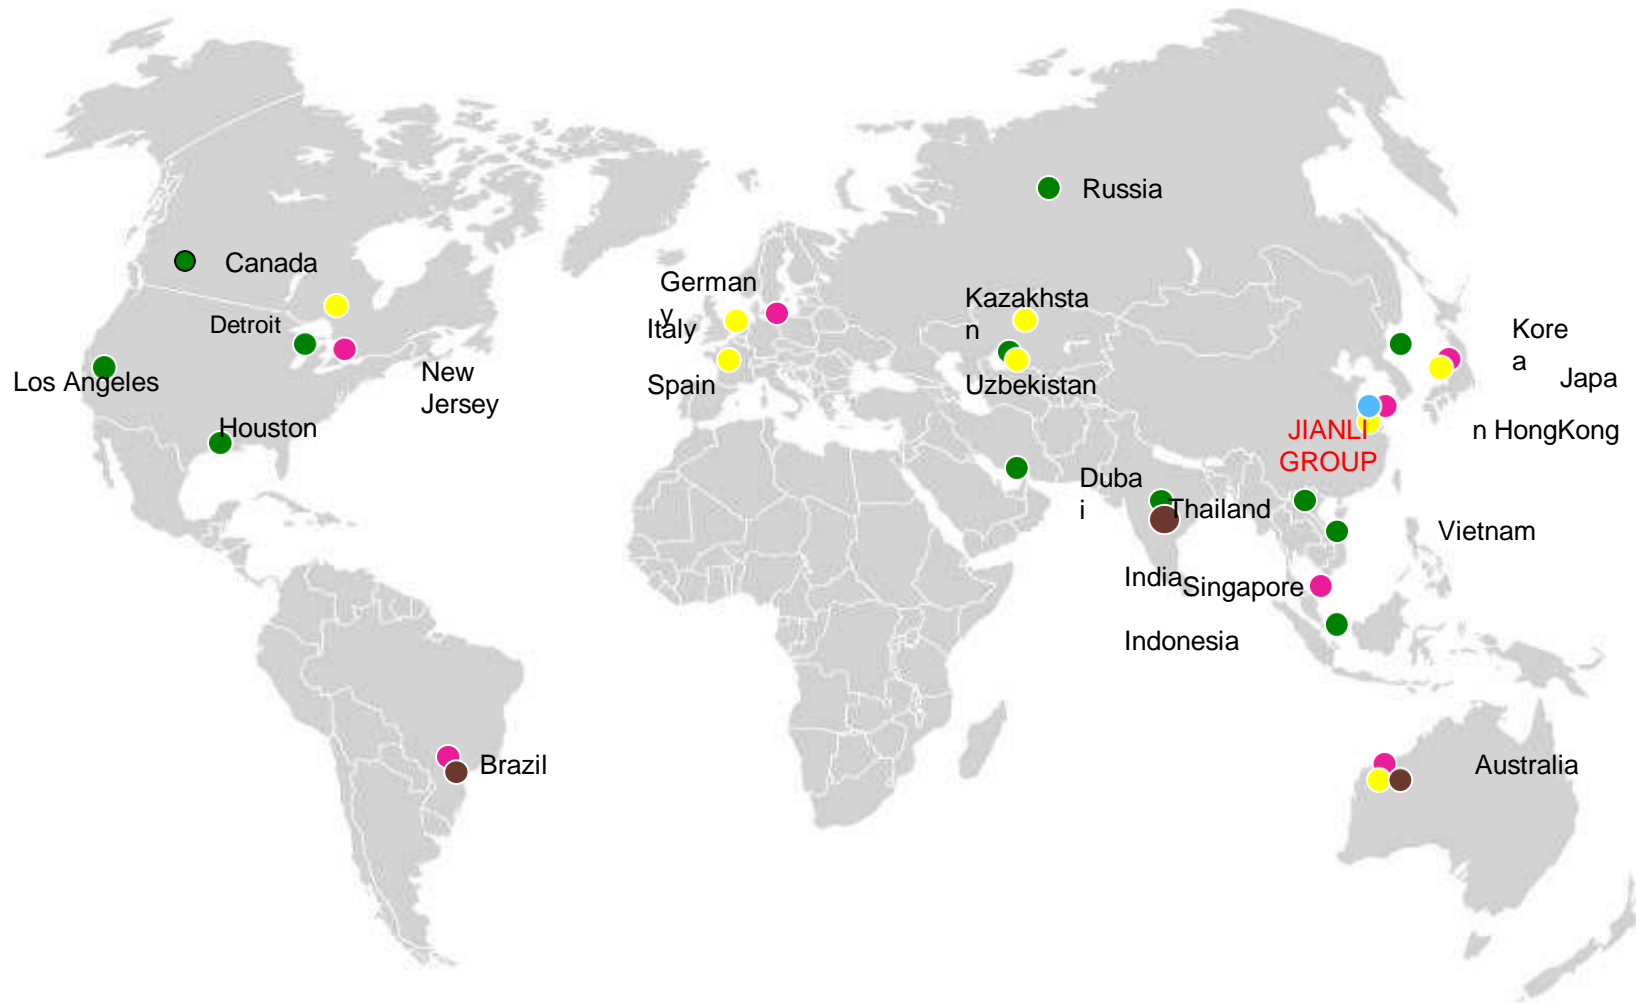 Russia
Canada
German
y
Kazakhsta
n
Detroit
Italy
Kore
a
Los Angeles
New
Jersey
Spain
Uzbekistan
Japa
n HongKong
Houston
JIANLI
GROUP
Duba
i
Thailand
Vietnam
India
Singapore
Indonesia
Brazil
Australia